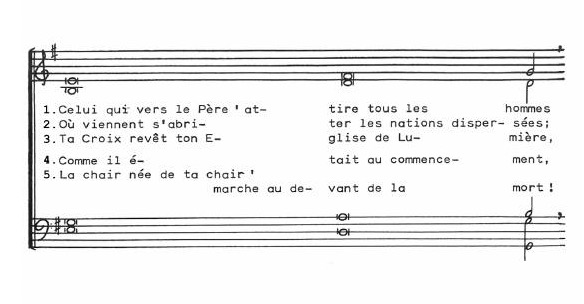 1.Celui qui vers le Père ' at- tire tous les hommes
2.Où viennent s'abri- ter les nations disper- sées;
3.Ta Croix revêt ton E- glise de Lu- mière,
4.Comme il é- tait au commence- ment,
5.La chair née de ta chair '
marche au de- vant de la mort !